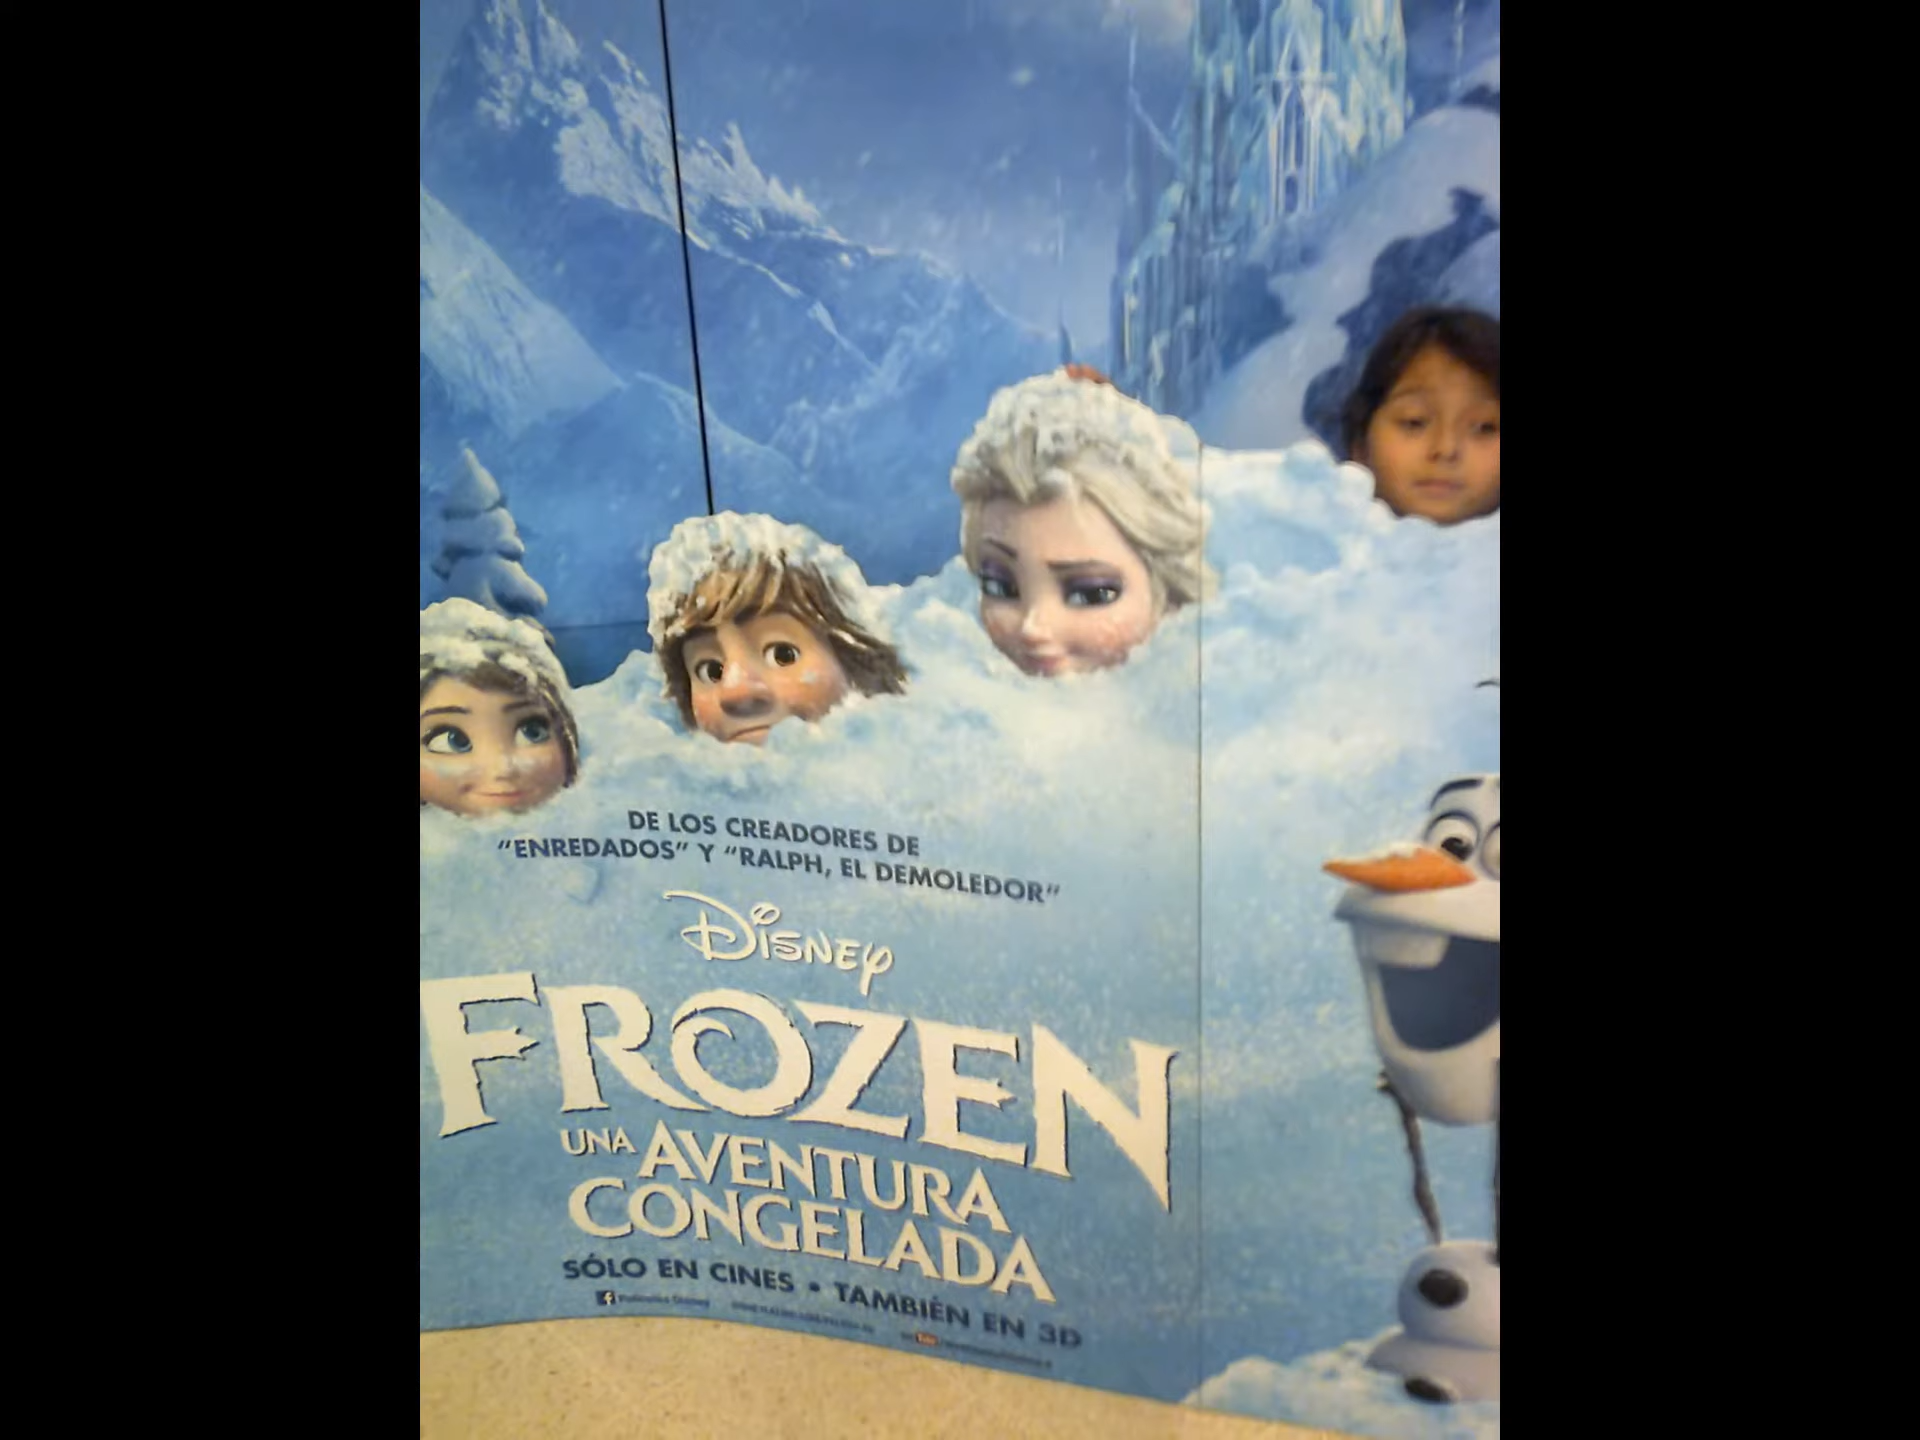 DE LOS CREADORES DE
"ENREDADOS" Y "RALPH, EL DEMOLEDOR"
DISNEY
FROZEN
UNA AVENTURA
CONGELADA
SÓLO EN CINES • TAMBIÉN EN 3D